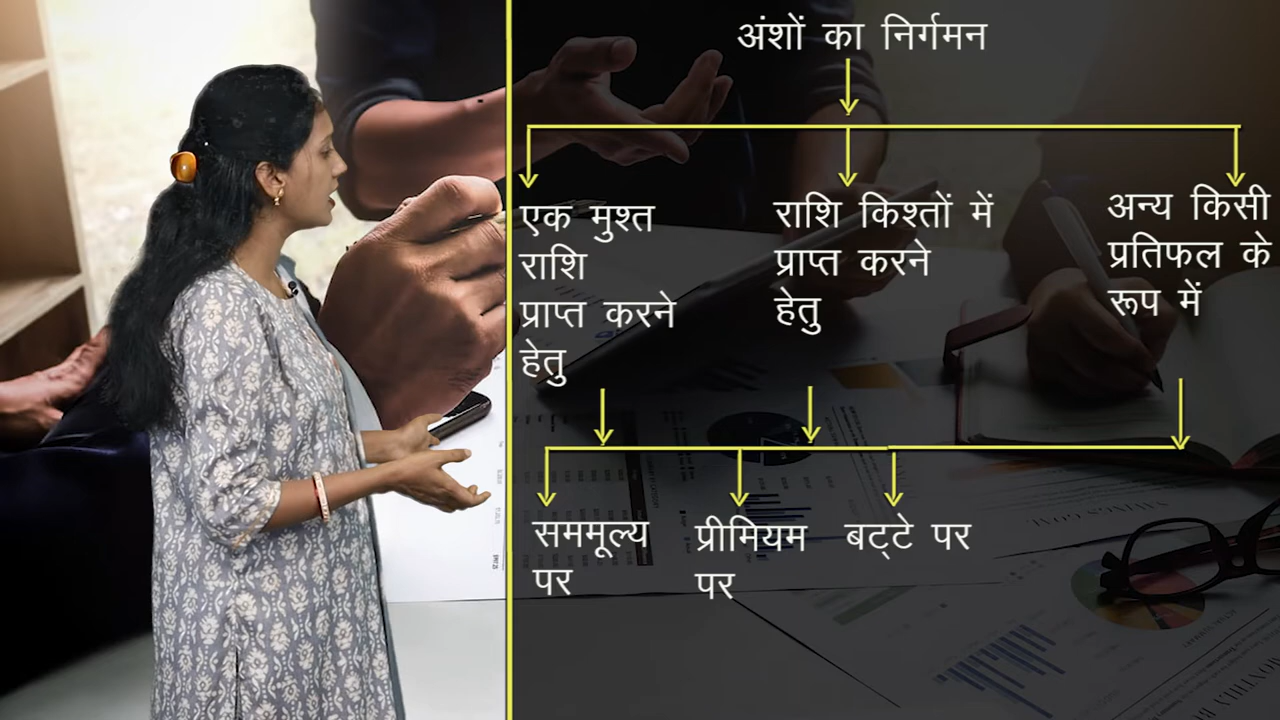 अंशों का निर्गमन
एक मुश्त
राशि
प्राप्त करने
हेतु
राशि किश्तों में
प्राप्त करने
हेतु
अन्य किसी
प्रतिफल के
रूप में
सममूल्य
पर
प्रीमियम
पर
बट्टे पर